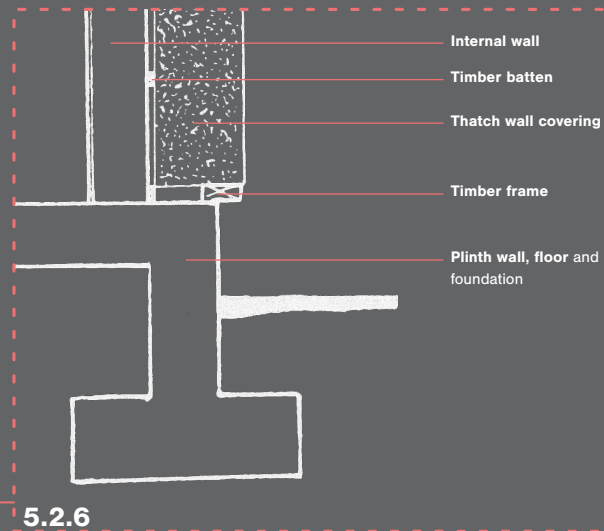 Internal wall
Timber batten
Thatch wall covering
Timber frame
Plinth wall, floor and
foundation
5.2.6